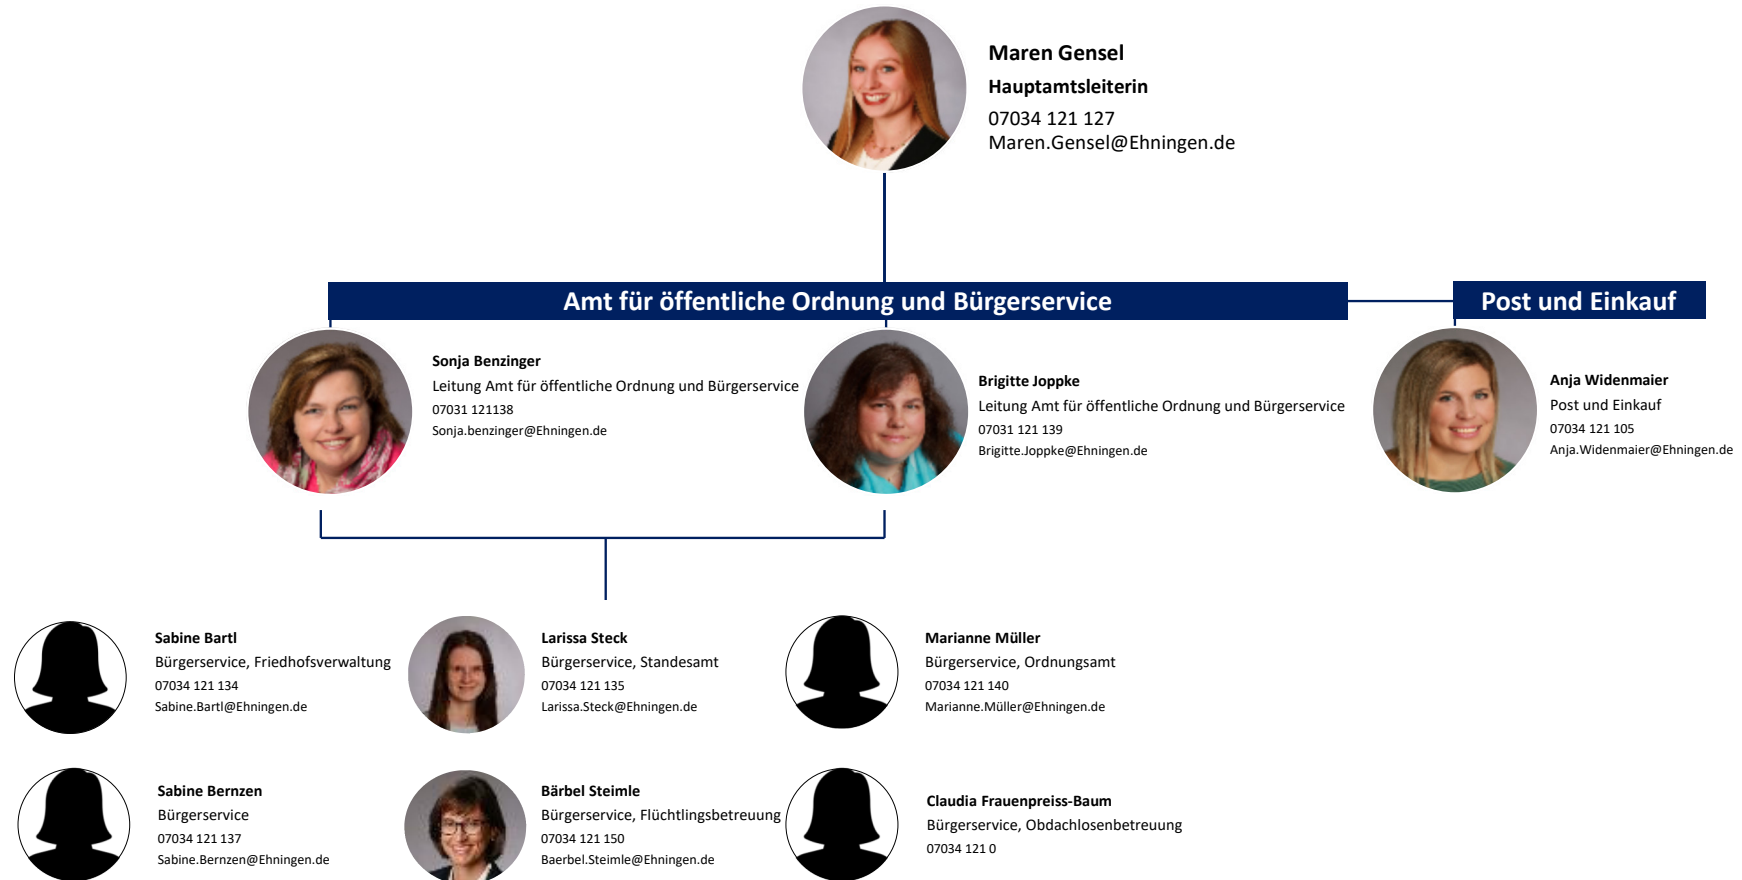 Maren Gensel
Hauptamtsleiterin
07034 121 127
Maren.Gensel@Ehningen.de
Amt für öffentliche Ordnung und Bürgerservice
Post und Einkauf
Sonja Benzinger
Leitung Amt für öffentliche Ordnung und Bürgerservice
07031 121138
Sonja.benzinger@Ehningen.de
Brigitte Joppke
Leitung Amt für öffentliche Ordnung und Bürgerservice
07031 121 139
Brigitte.Joppke@Ehningen.de
Anja Widenmaier
Post und Einkauf
07034 121 105
Anja.Widenmaier@Ehningen.de
Sabine Bartl
Bürgerservice, Friedhofsverwaltung
07034 121 134
Sabine.Bartl@Ehningen.de
Larissa Steck
Bürgerservice, Standesamt
07034 121 135
Larissa.Steck@Ehningen.de
Marianne Müller
Bürgerservice, Ordnungsamt
07034 121 140
Marianne.Müller@Ehningen.de
Sabine Bernzen
Bürgerservice
07034 121 137
Sabine.Bernzen@Ehningen.de
Bärbel Steimle
Bürgerservice, Flüchtlingsbetreuung
07034 121 150
Baerbel.Steimle@Ehningen.de
Claudia Frauenpreiss-Baum
Bürgerservice, Obdachlosenbetreuung
07034 121 0